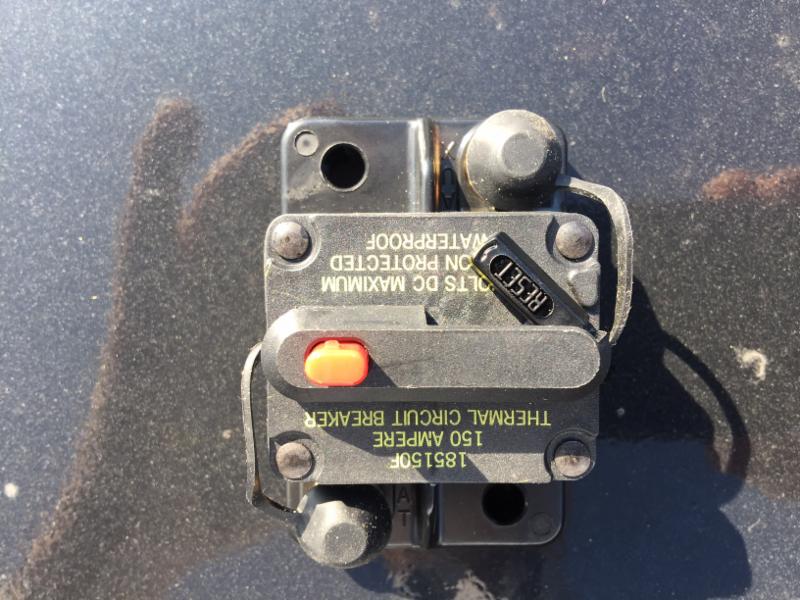 185150F
150 AMPERE
THERMAL CIRCUIT BREAKER
DC MAXIMUM
PROTECTED
WATERPROOF
RESET